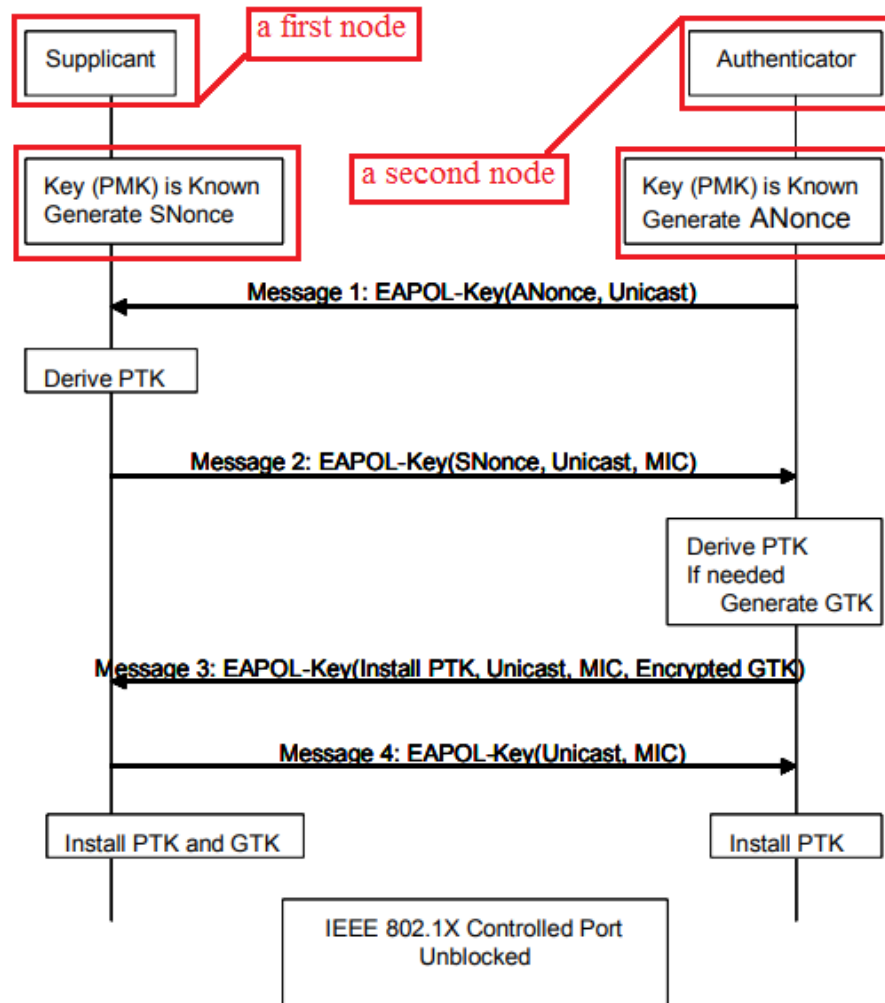 a first node
Supplicant
Authenticator
a second node
Key (PMK) is Known
Generate SNonce
Key (PMK) is Known
Generate ANonce
Message 1: EAPOL-Key(ANonce, Unicast)
Derive PTK
Message 2: EAPOL-Key(SNonce, Unicast, MIC)
Derive PTK
If needed
Generate GTK
Message 3: EAPOL-Key(Install PTK, Unicast, MIC, Encrypted GTK)
Message 4: EAPOL-Key(Unicast, MIC)
Install PTK and GTK
Install PTK
IEEE 802.1X Controlled Port
Unblocked